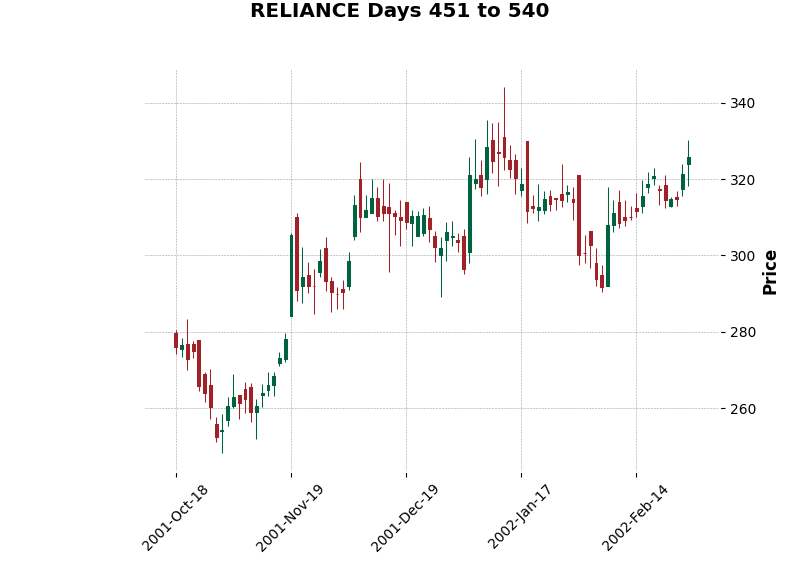 RELIANCE Days 451 to 540
340
320
300
280
260
Price
2001-Oct-18
2001-Nov-19
2001-Dec-19
2002-Jan-17
2002-Feb-14